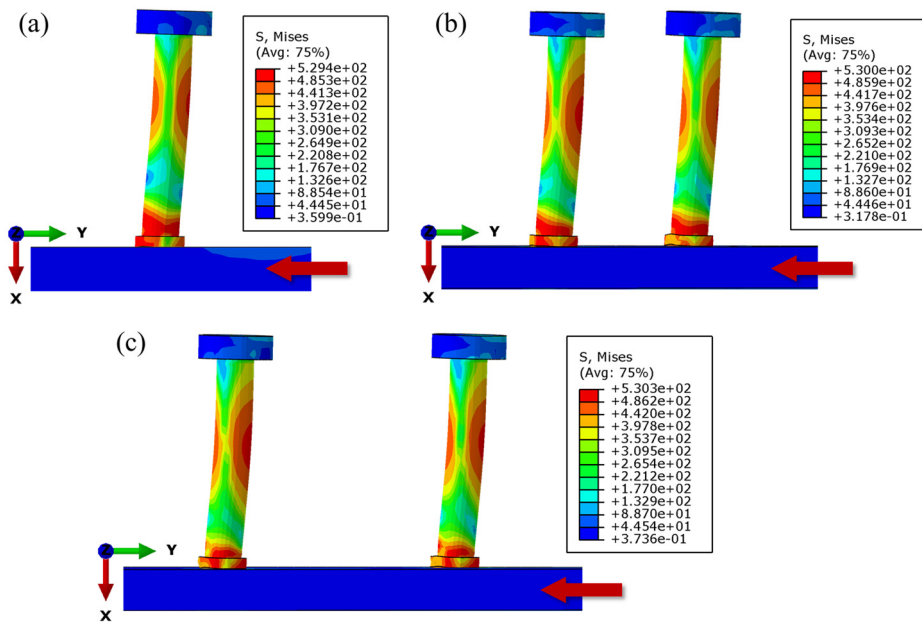 (a)
S, Mises
(Avg: 75%)
+5.294e+02
+4.853e+02
+4.413e+02
+3.972e+02
+3.531e+02
+3.090e+02
+2.649e+02
+2.208e+02
+1.767e+02
+1.326e+02
+8.854e+01
+4.445e+01
+3.599e-01
Z
Y
X
(b)
S, Mises
(Avg: 75%)
+5.300e+02
+4.859e+02
+4.417e+02
+3.976e+02
+3.534e+02
+3.093e+02
+2.652e+02
+2.210e+02
+1.769e+02
+1.327e+02
+8.860e+01
+4.446e+01
+3.178e-01
Z
Y
X
(c)
S, Mises
(Avg: 75%)
+5.303e+02
+4.862e+02
+4.420e+02
+3.978e+02
+3.537e+02
+3.095e+02
+2.654e+02
+2.212e+02
+1.770e+02
+1.329e+02
+8.870e+01
+4.454e+01
+3.736e-01
Z
Y
X